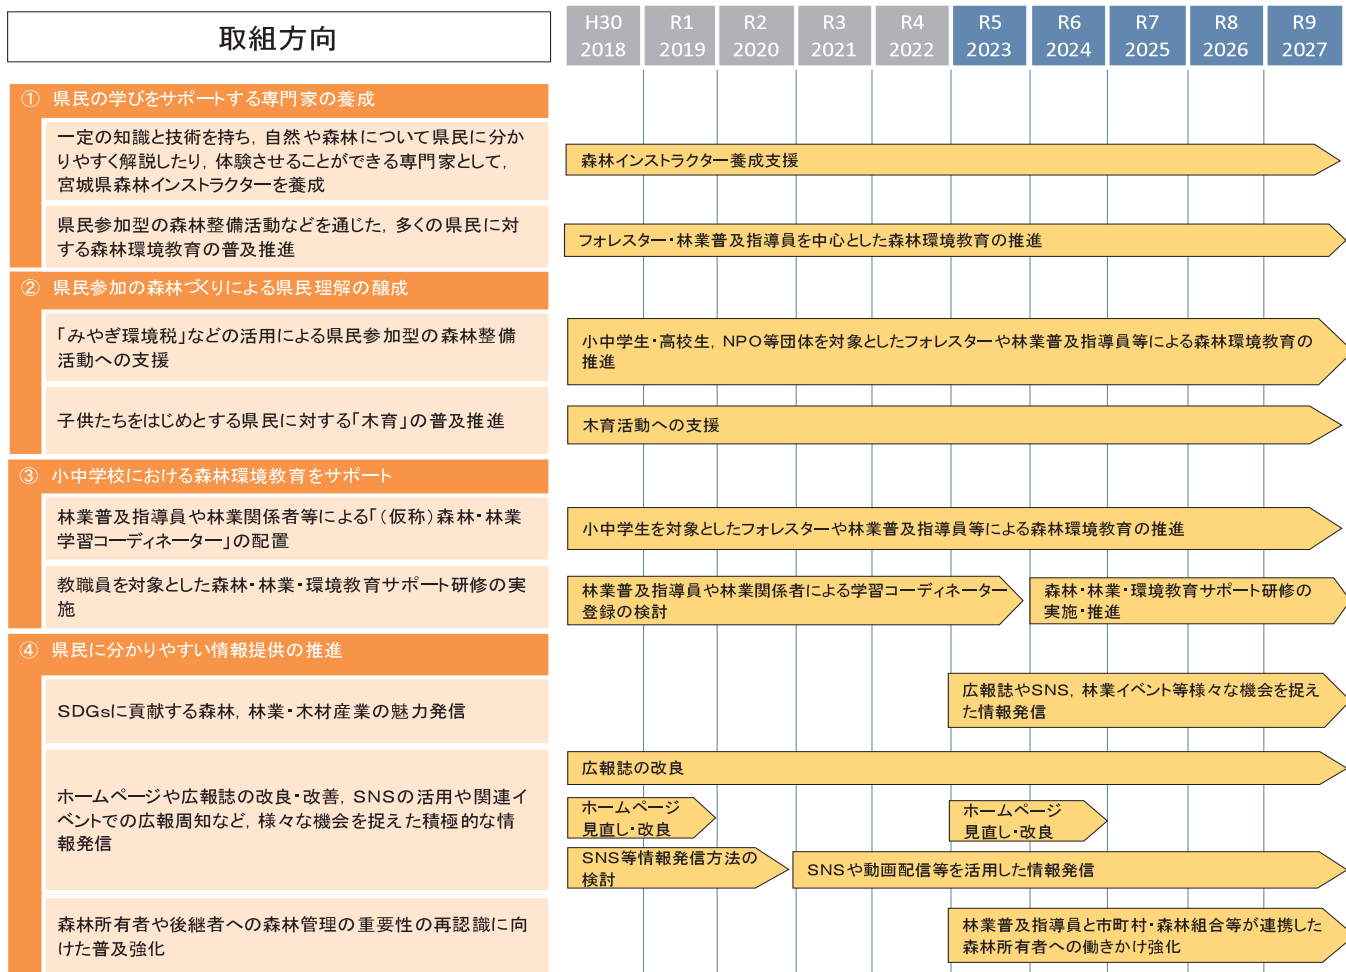 取組方向
H30 R1 R2 R3 R4 R5 R6 R7 R8 R9
2018 2019 2020 2021 2022 2023 2024 2025 2026 2027
① 県民の学びをサポートする専門家の養成
一定の知識と技術を持ち，自然や森林について県民に分か
りやすく解説したり，体験させることができる専門家として，
宮城県森林インストラクターを養成
森林インストラクター養成支援
県民参加型の森林整備活動などを通じた，多くの県民に対
する森林環境教育の普及推進
フォレスター・林業普及指導員を中心とした森林環境教育の推進
② 県民参加の森林づくりによる県民理解の醸成
「みやぎ環境税」などの活用による県民参加型の森林整備
活動への支援
小中学生・高校生，NPO等団体を対象としたフォレスターや林業普及指導員等による森林環境教育の
推進
子供たちをはじめとする県民に対する「木育」の普及推進
木育活動への支援
③ 小中学校における森林環境教育をサポート
林業普及指導員や林業関係者等による「（仮称）森林・林業
学習コーディネーター」の配置
小中学生を対象としたフォレスターや林業普及指導員等による森林環境教育の推進
教職員を対象とした森林・林業・環境教育サポート研修の実
施
林業普及指導員や林業関係者による学習コーディネーター
登録の検討
森林・林業・環境教育サポート研修の
実施・推進
④ 県民に分かりやすい情報提供の推進
SDGsに貢献する森林，林業・木材産業の魅力発信
広報誌やSNS，林業イベント等様々な機会を捉え
た情報発信
ホームページや広報誌の改良・改善，SNSの活用や関連イ
ベントでの広報周知など，様々な機会を捉えた積極的な情
報発信
広報誌の改良
ホームページ
見直し・改良
ホームページ
見直し・改良
SNS等情報発信方法の
検討
SNSや動画配信等を活用した情報発信
森林所有者や後継者への森林管理の重要性の再認識に向
けた普及強化
林業普及指導員と市町村・森林組合等が連携した
森林所有者への働きかけ強化